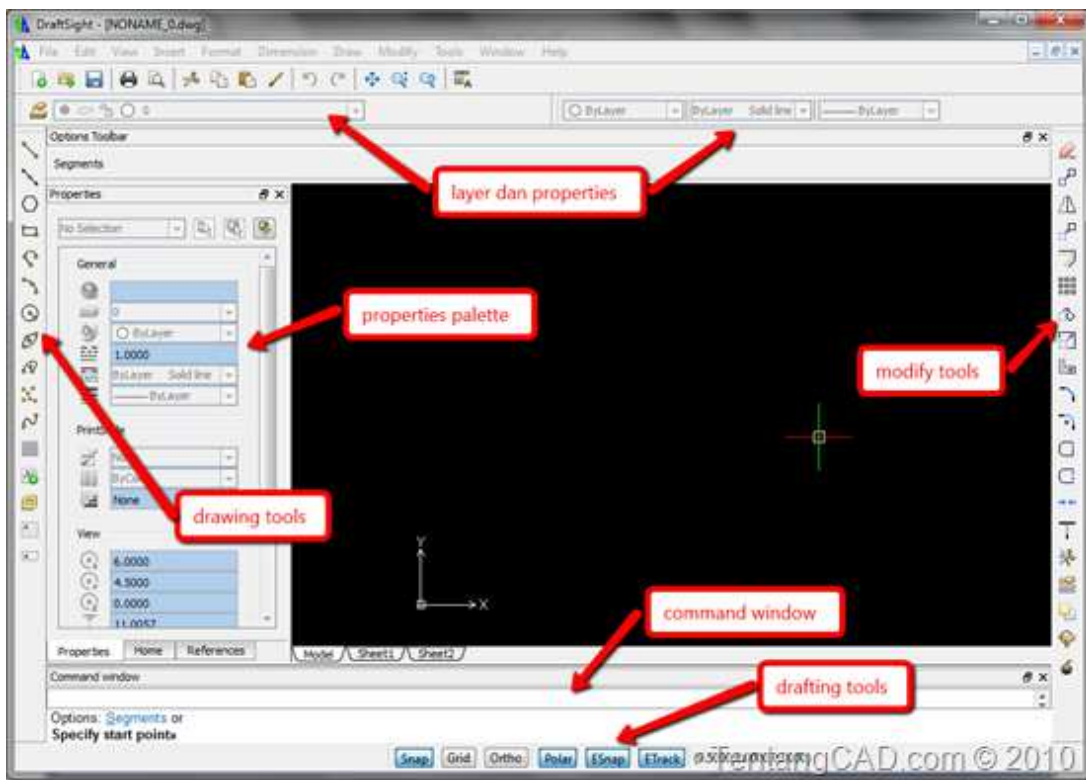 DraftSight - [NONAME_0.dwg]
File Edit View Insert Format Dimension Draw Modify Tools Window Help
0 ByLayer ByLayer Solid line ByLayer
Options Toolbar
Segments
layer dan properties
Properties
No Selection
General
0
ByLayer
1.0000
ByLayer Solid line
ByLayer
properties palette
modify tools
None
drawing tools
View
6.0000
4.5000
0.0000
11.0057
Y
X
command window
Properties Home References
Model Sheet1 Sheet2
Command window
drafting tools
Options: Segments or
Specify start point»
Snap Grid Ortho Polar ESnap ETrack
TentangCAD.com © 2010